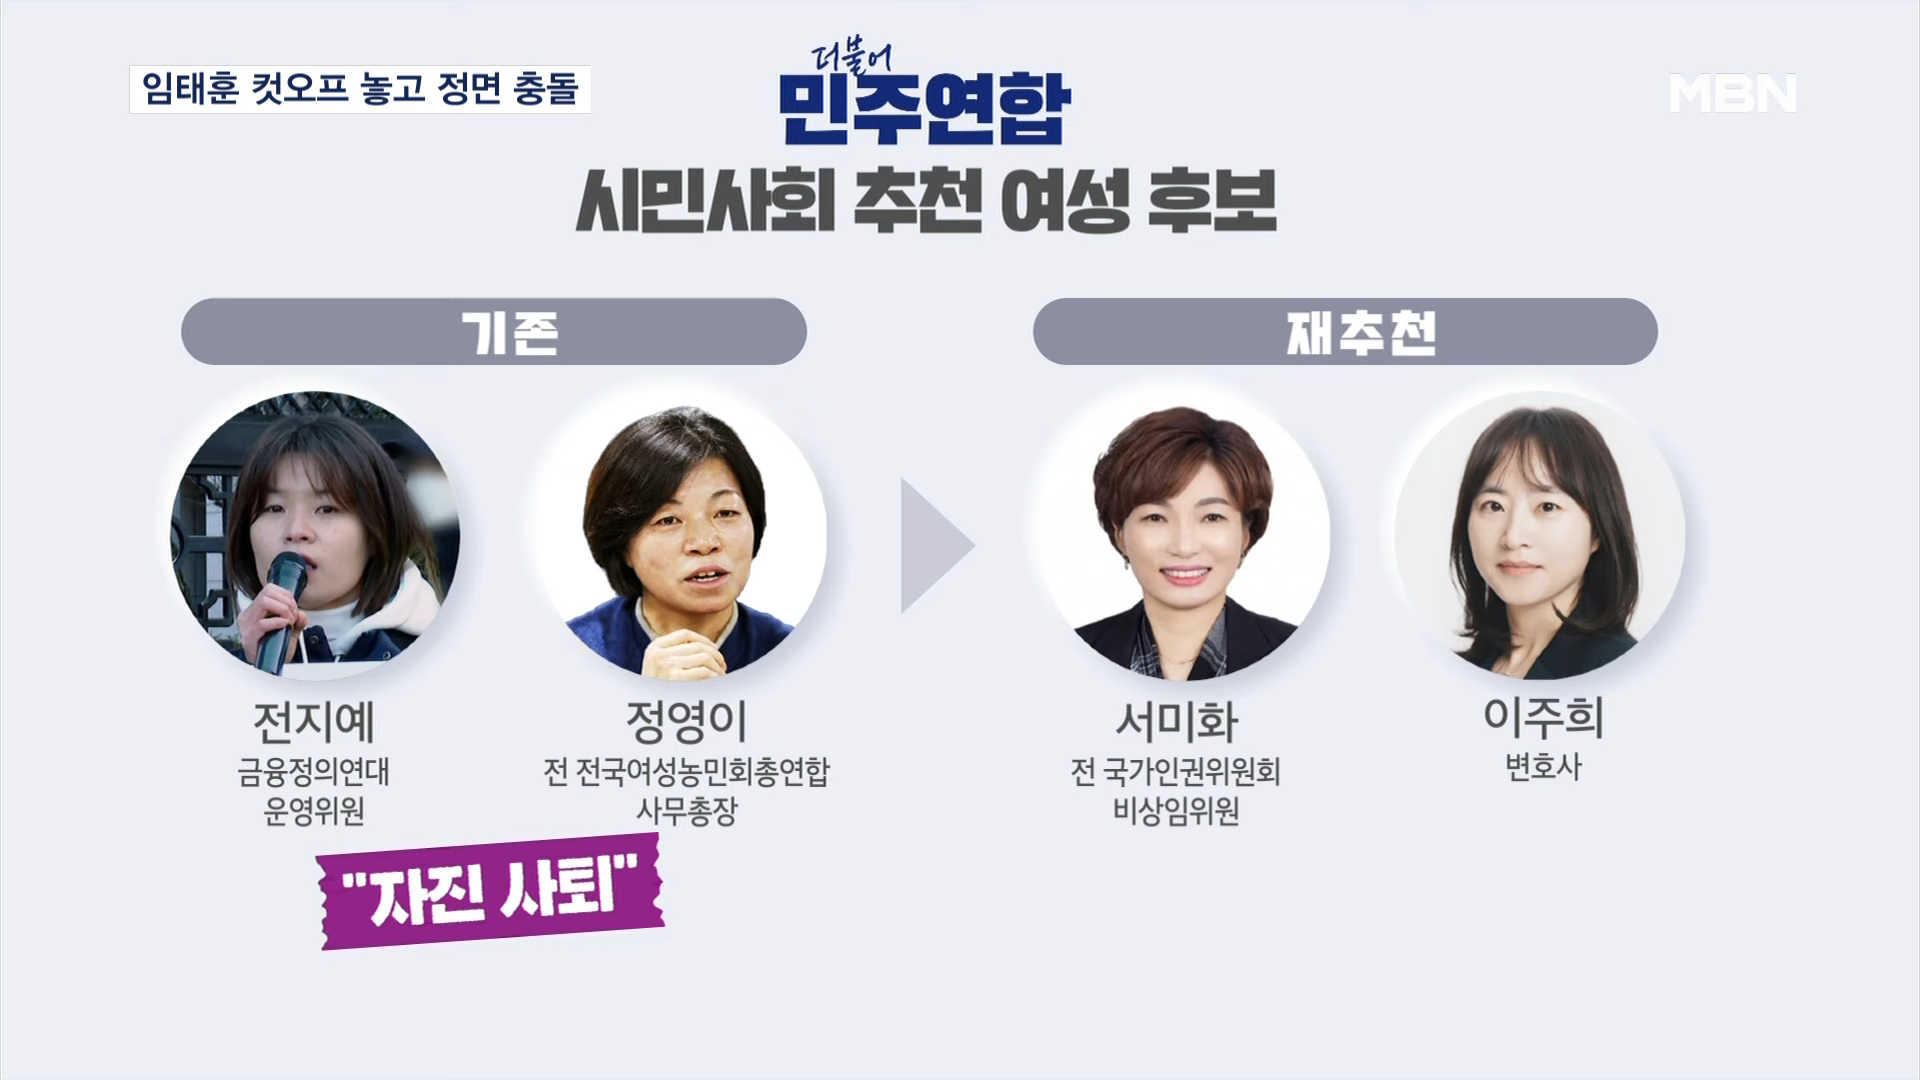 임태훈 컷오프 놓고 정면 충돌
MBN
더불어
민주연합
시민사회 추천 여성 후보
기존
재추천
전지예
금융정의연대
운영위원
정영이
전 전국여성농민회총연합
사무총장
서미화
전 국가인권위원회
비상임위원
이주희
변호사
"자진 사퇴"